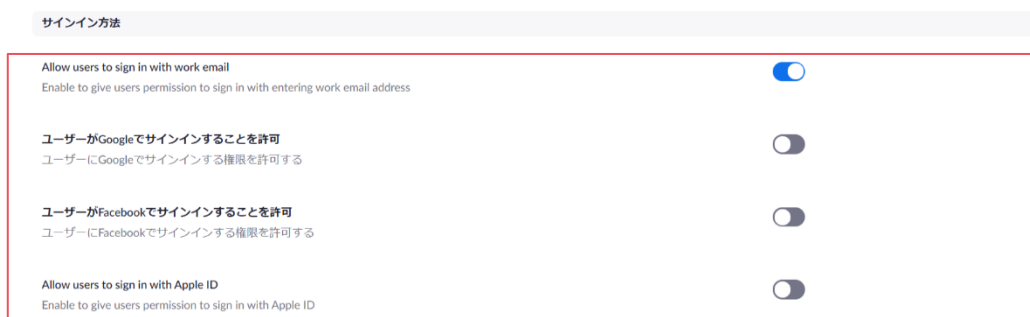 サインイン方法
Allow users to sign in with work email
Enable to give users permission to sign in with entering work email address
ユーザーがGoogleでサインインすることを許可
ユーザーにGoogleでサインインする権限を許可する
ユーザーがFacebookでサインインすることを許可
ユーザーにFacebookでサインインする権限を許可する
Allow users to sign in with Apple ID
Enable to give users permission to sign in with Apple ID